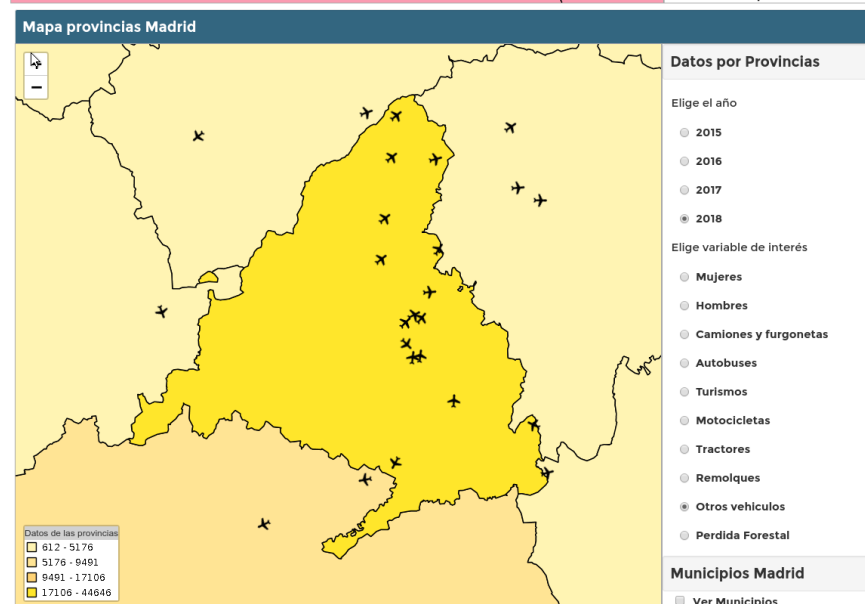 Mapa provincias Madrid
Datos por Provincias
Elige el año
2015
2016
2017
2018
Elige variable de interés
Mujeres
Hombres
Camiones y furgonetas
Autobuses
Turismos
Motocicletas
Tractores
Remolques
Otros vehiculos
Perdida Forestal
Municipios Madrid
Ver Municipios
Datos de las provincias
612 - 5176
5176 - 9491
9491 - 17106
17106 - 44646